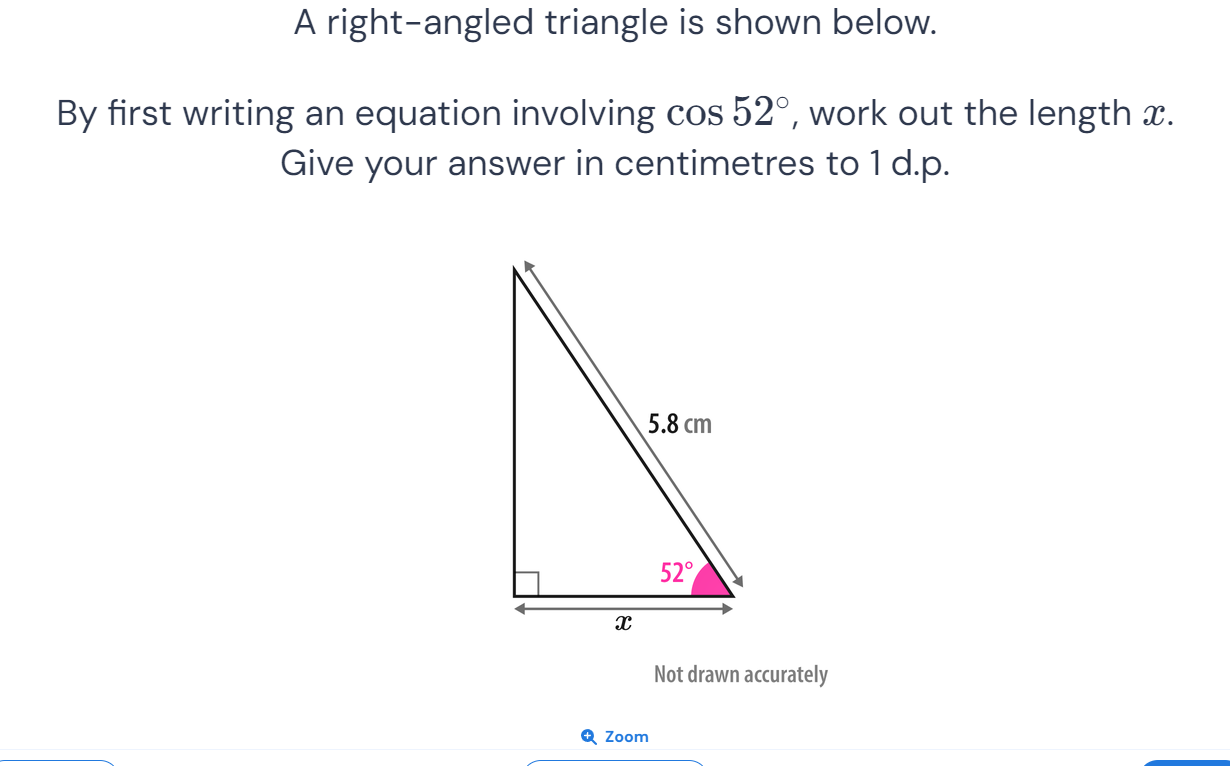 A right-angled triangle is shown below.
By first writing an equation involving cos 52°, work out the length x.
Give your answer in centimetres to 1 d.p.
5.8 cm
52°
x
Not drawn accurately
Zoom